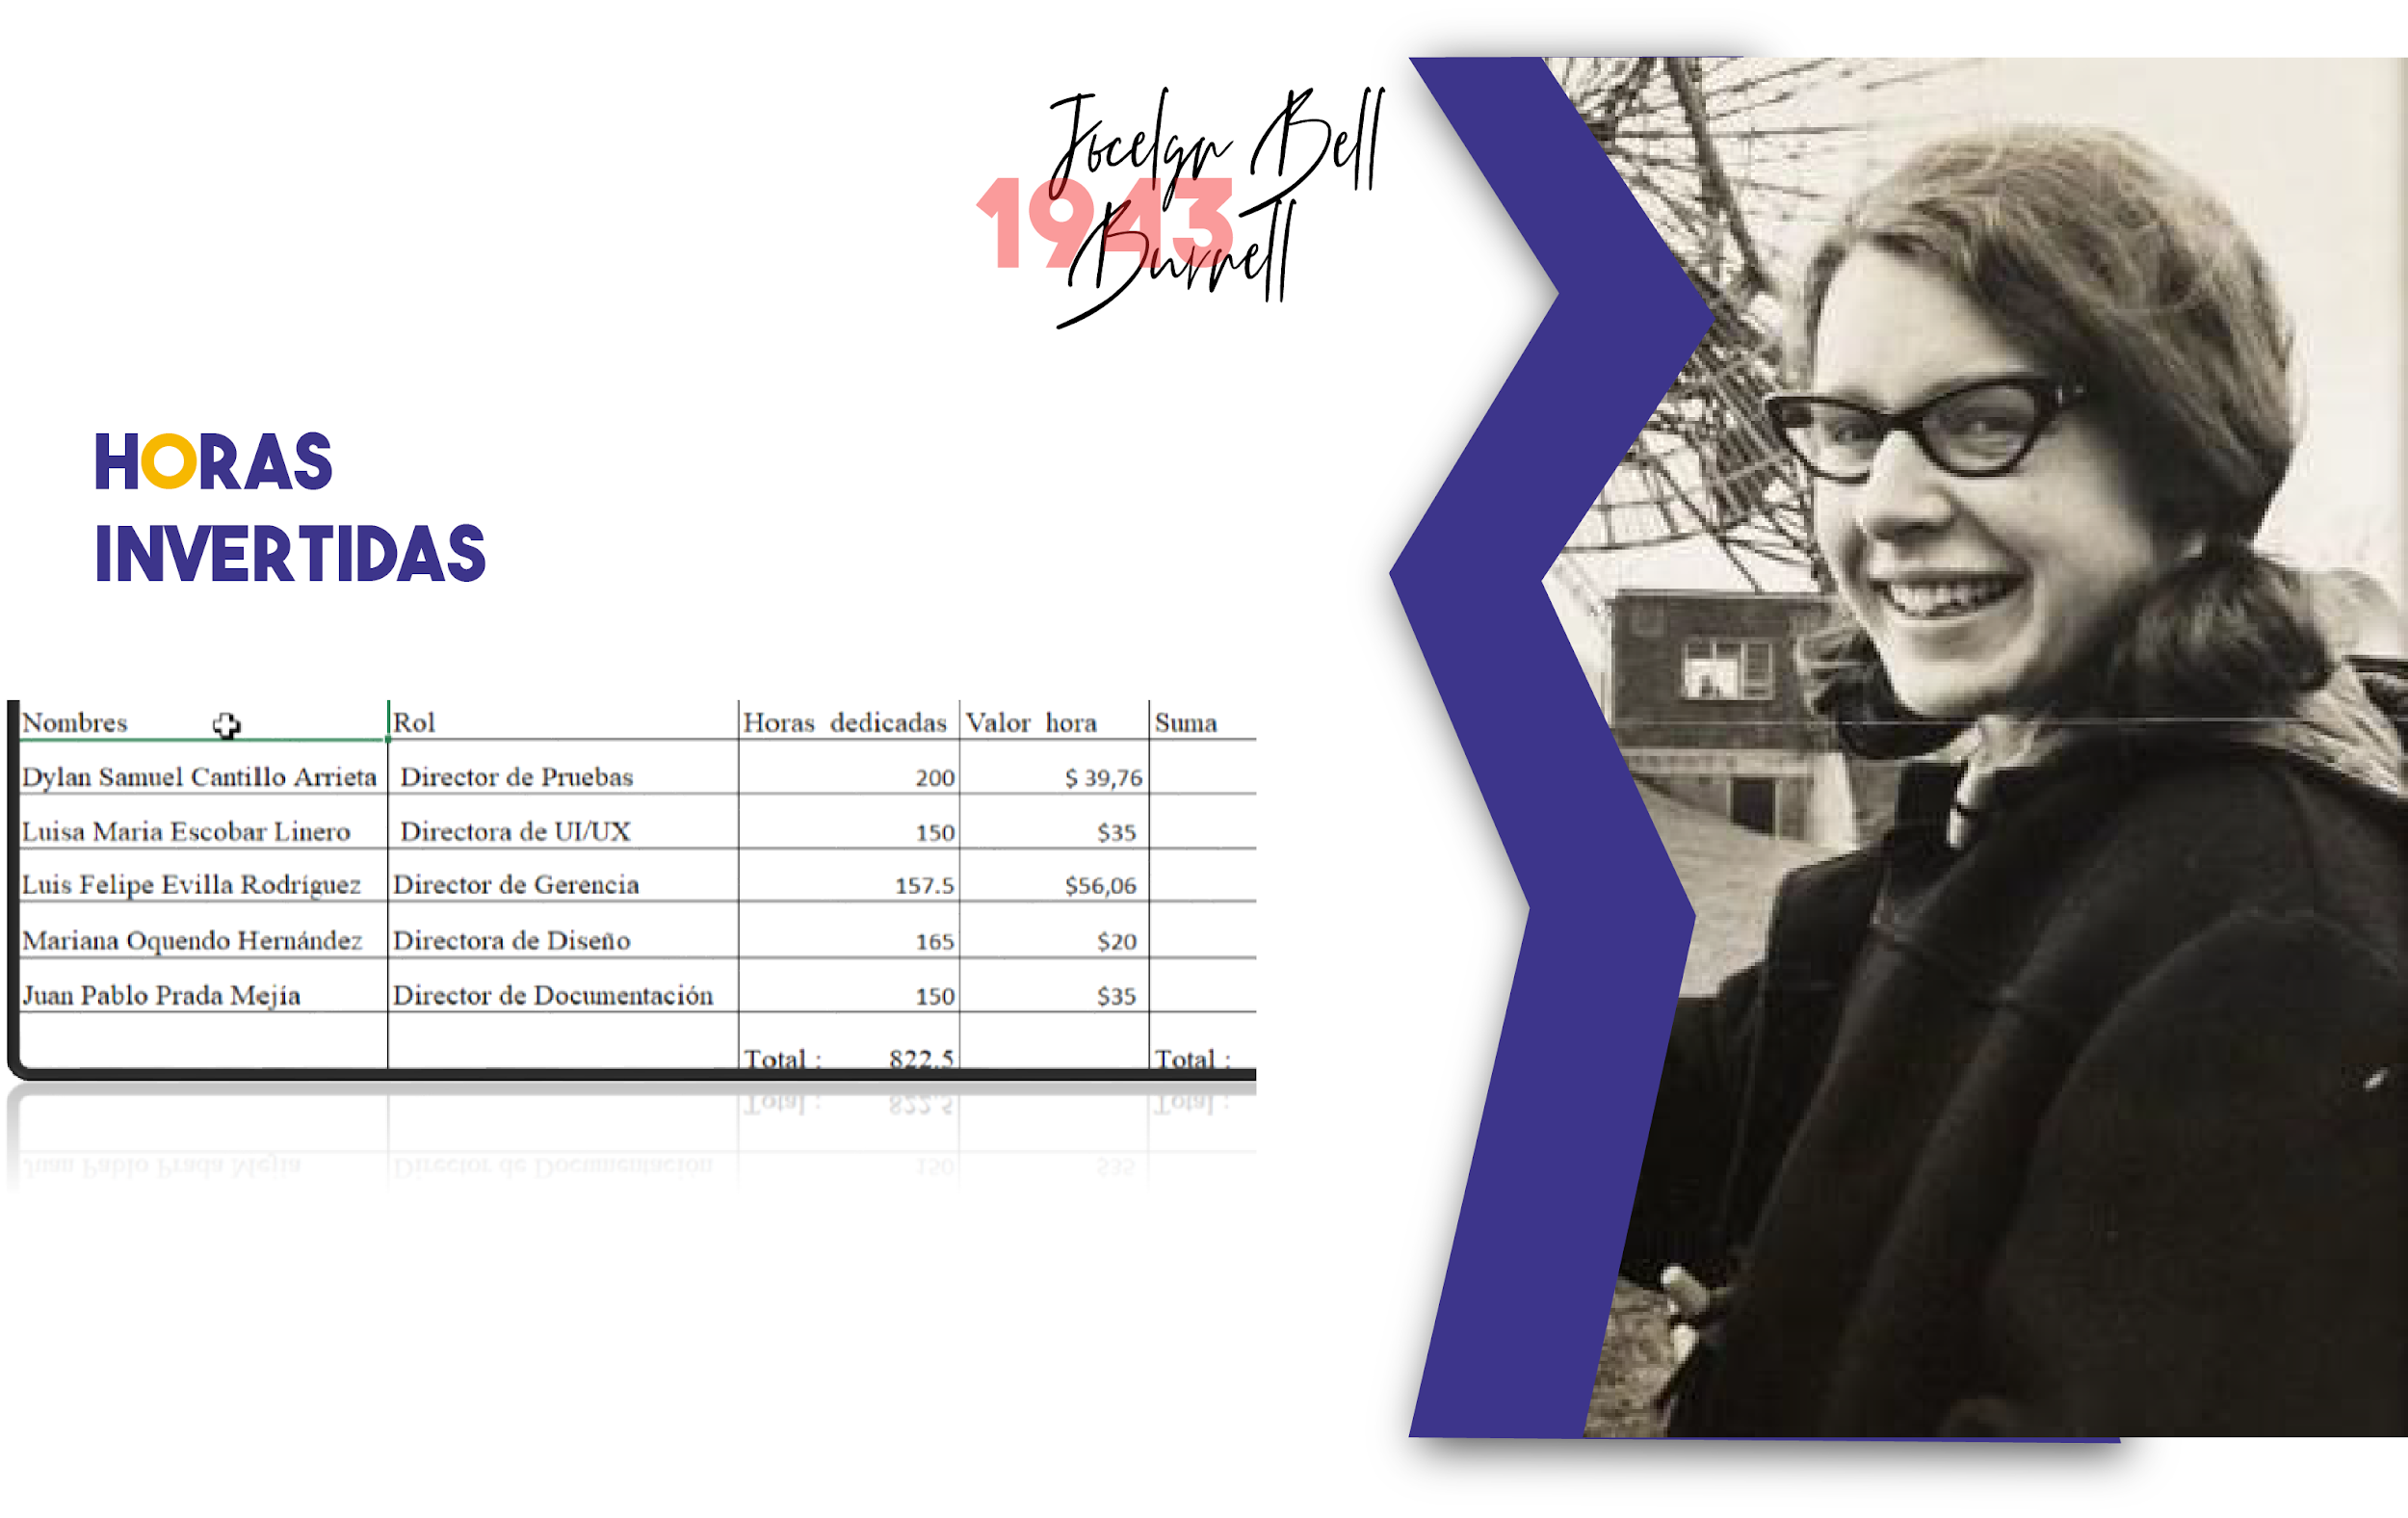 Jocelyn Bell
1943
Burnell
HORAS
INVERTIDAS
Nombres Rol Horas dedicadas Valor hora Suma
Dylan Samuel Cantillo Arrieta Director de Pruebas 200 $ 39,76
Luisa Maria Escobar Linero Directora de UI/UX 150 $35
Luis Felipe Evilla Rodríguez Director de Gerencia 157.5 $56,06
Mariana Oquendo Hernández Directora de Diseño 165 $20
Juan Pablo Prada Mejía Director de Documentación 150 $35
Total : 822.5 Total :